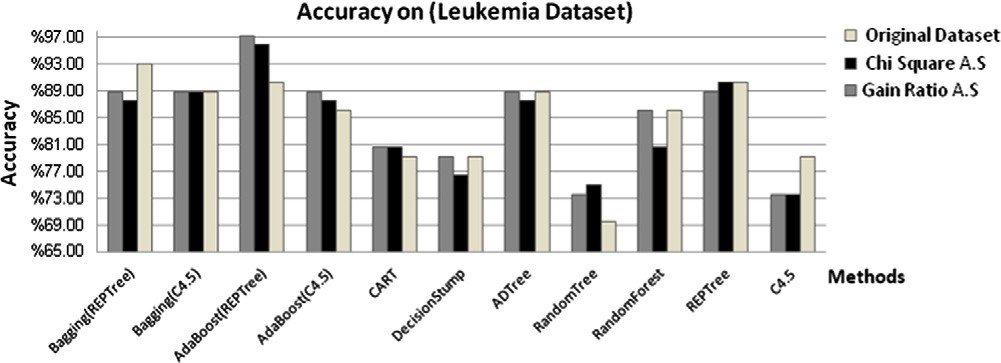 Accuracy on (Leukemia Dataset)
%97.00
%93.00
%89.00
%85.00
%81.00
%77.00
%73.00
%69.00
%65.00
Accuracy
Original Dataset
Chi Square A.S
Gain Ratio A.S
Bagging(REPTree)
Bagging(C4.5)
AdaBoost(REPTree)
AdaBoost(C4.5)
CART
DecisionStump
ADTree
RandomTree
RandomForest
REPTree
C4.5
Methods